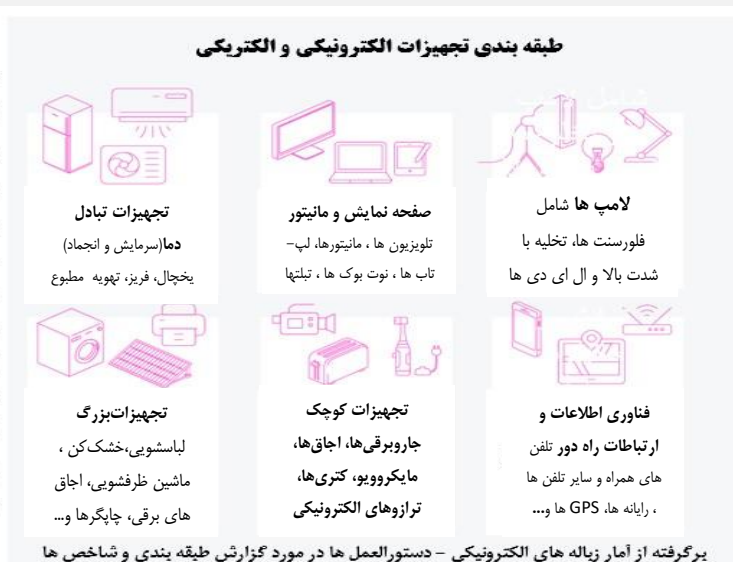 طبقه بندی تجهیزات الکترونیکی و الکتریکی
لامپ ها شامل
فلورسنت ها، تخلیه با
شدت بالا و ال ای دی ها
صفحه نمایش و مانیتور
تلویزیون ها ، مانیتورها، لپ-
تاب ها ، نوت بوک ها ، تبلتها
تجهیزات تبادل
دما(سرمایش و انجماد)
یخچال، فریز، تهویه مطبوع
فناوری اطلاعات و
ارتباطات راه دور تلفن
های همراه و سایر تلفن ها
، رایانه ها، GPS ها و...
تجهیزات کوچک
جاروبرقی‌ها، اجاق‌ها،
مایکروویو، کتری‌ها،
ترازوهای الکترونیکی
تجهیزات‌بزرگ
لباسشویی،خشک‌کن ،
ماشین ظرفشویی، اجاق
های برقی، چاپگرها و...
برگرفته از آمار زباله های الکترونیکی - دستورالعمل ها در مورد گزارش طبقه بندی و شاخص ها